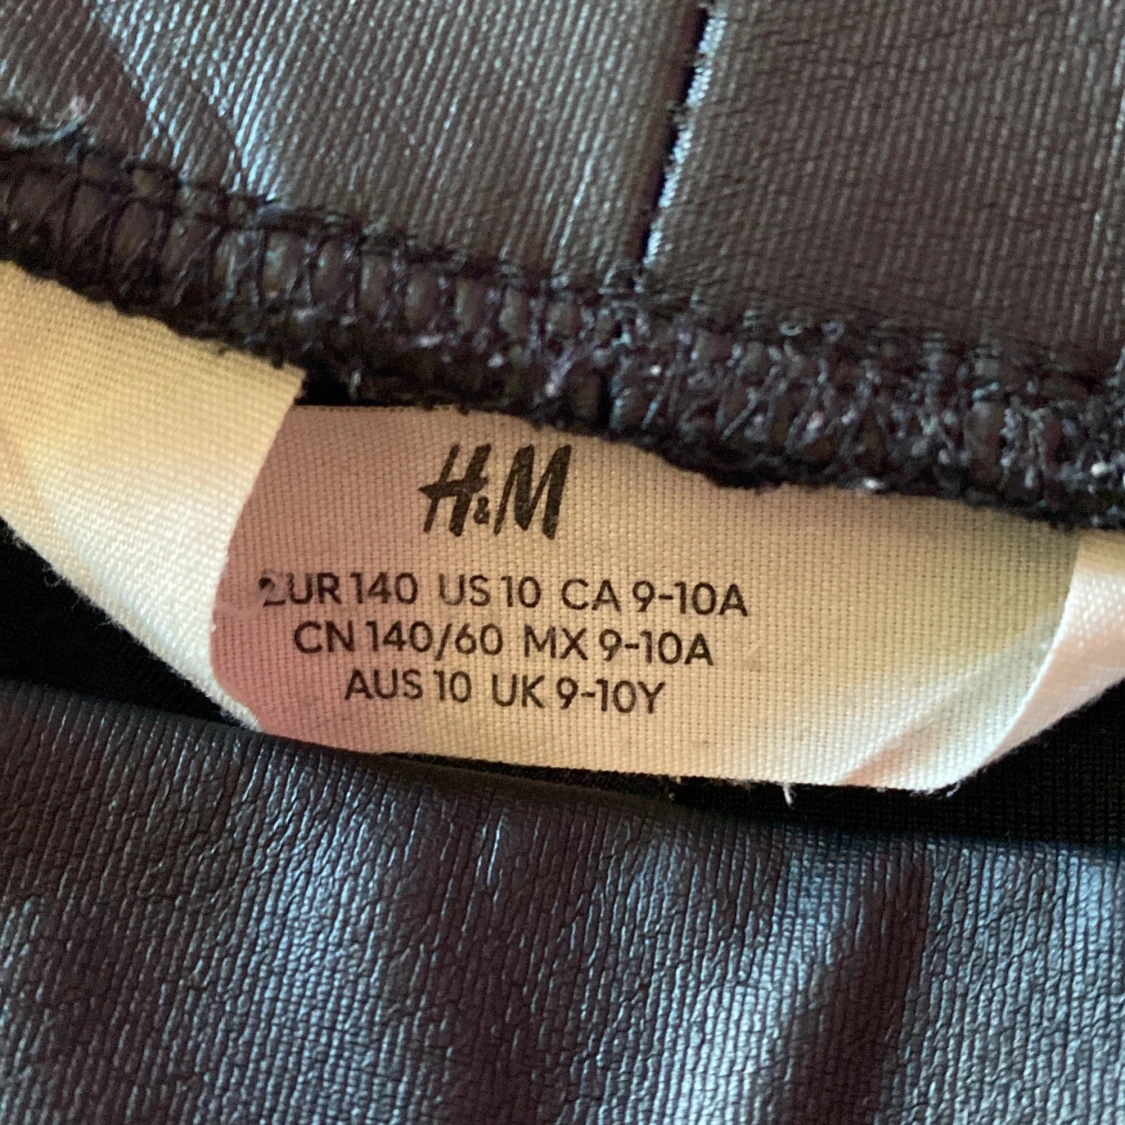 H&M
EUR 140 US 10 CA 9-10A
CN 140/60 MX 9-10A
AUS 10 UK 9-10Y